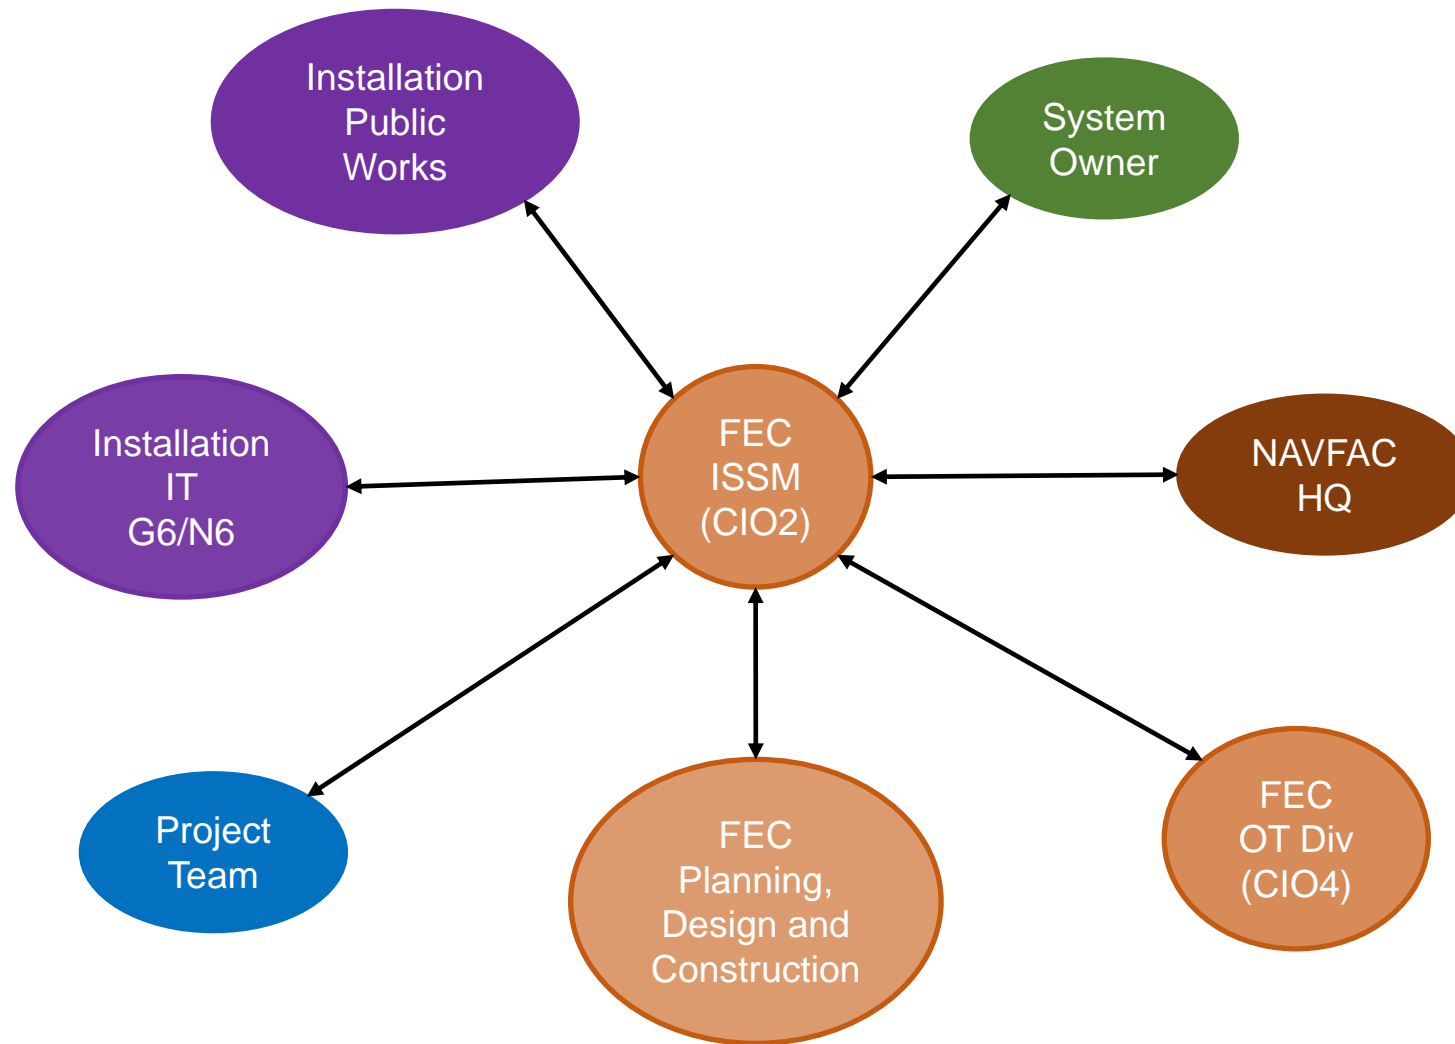 Installation
Public
Works
System
Owner
Installation
IT
G6/N6
FEC
ISSM
(CIO2)
NAVFAC
HQ
Project
Team
FEC
Planning,
Design and
Construction
FEC
OT Div
(CIO4)